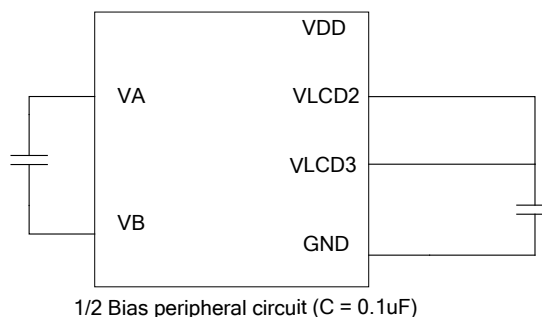 VDD
VA VLCD2
VLCD3
VB
GND
1/2 Bias peripheral circuit (C = 0.1uF)